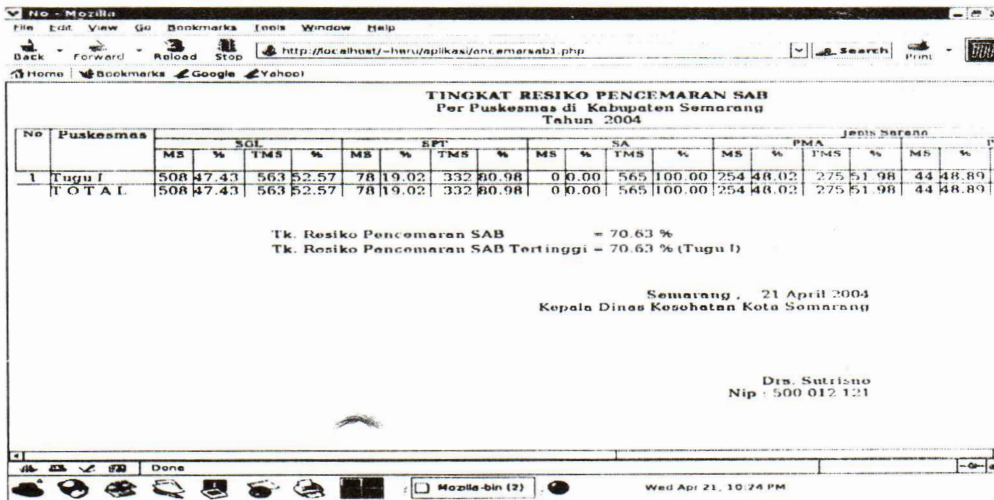 No - Mozilla
File Edit View Go Bookmarks Tools Window Help
Back Forward Reload Stop http://localhost/~heru/aplikasi/ancemarsab1.php Search Print
Home Bookmarks Google Yahoo!
TINGKAT RESIKO PENCEMARAN SAB
Per Puskesmas di Kabupaten Semarang
Tahun 2004
No Puskesmas Jenis Sarana
SGL SPT SA PMA
MS % TMS % MS % TMS % MS % TMS % MS % TMS % MS %
1 Tugu I 508 47.43 563 52.57 78 19.02 332 80.98 0 0.00 565 100.00 254 48.02 275 51.98 44 48.89
TOTAL 508 47.43 563 52.57 78 19.02 332 80.98 0 0.00 565 100.00 254 48.02 275 51.98 44 48.89
Tk. Resiko Pencemaran SAB = 70.63 %
Tk. Resiko Pencemaran SAB Tertinggi = 70.63 % (Tugu I)
Semarang , 21 April 2004
Kepala Dinas Kesehatan Kota Semarang
Drs. Sutrisno
Nip : 500 012 121
Done
Mozilla-bin (2) Wed Apr 21, 10:24 PM